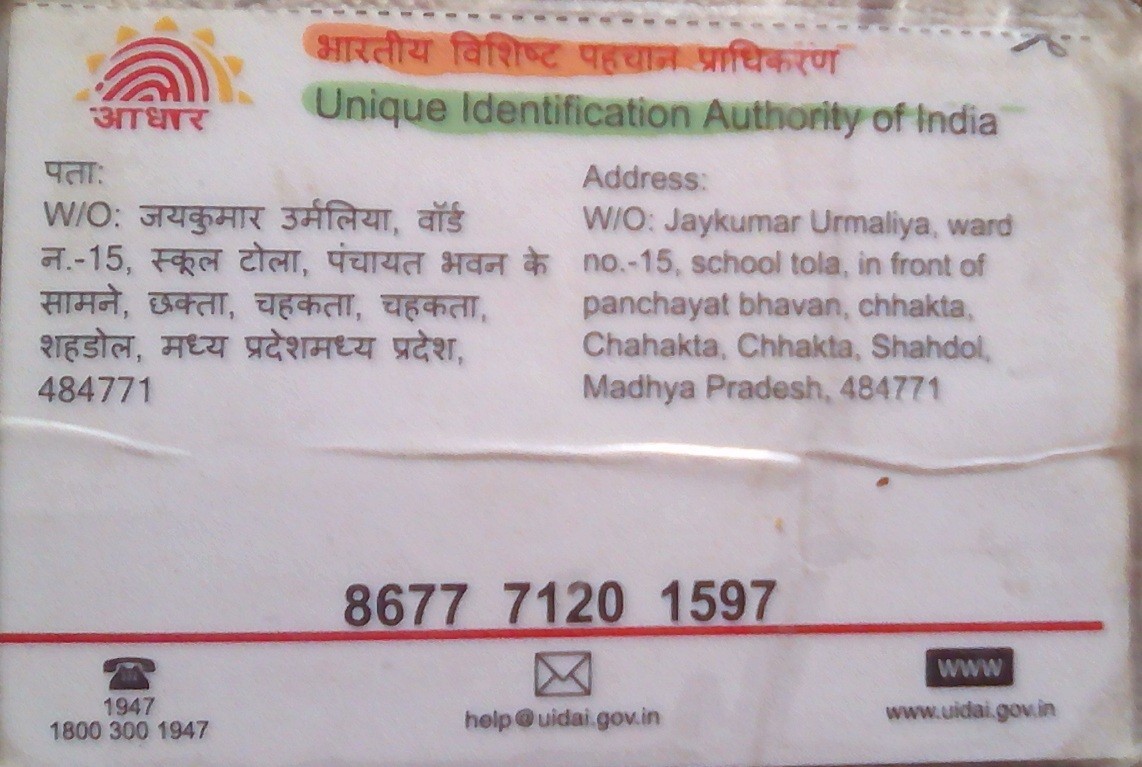 आधार
भारतीय विशिष्ट पहचान प्राधिकरण
Unique Identification Authority of India
पता:
W/O: जयकुमार उर्मलिया, वॉर्ड
न.-15, स्कूल टोला, पंचायत भवन के
सामने, छक्ता, चहकता, चहकता,
शहडोल, मध्य प्रदेशमध्य प्रदेश,
484771
Address:
W/O: Jaykumar Urmaliya, ward
no.-15, school tola, in front of
panchayat bhavan, chhakta,
Chahakta, Chhakta, Shahdol,
Madhya Pradesh, 484771
8677 7120 1597
1947
1800 300 1947
help@uidai.gov.in
www
www.uidai.gov.in